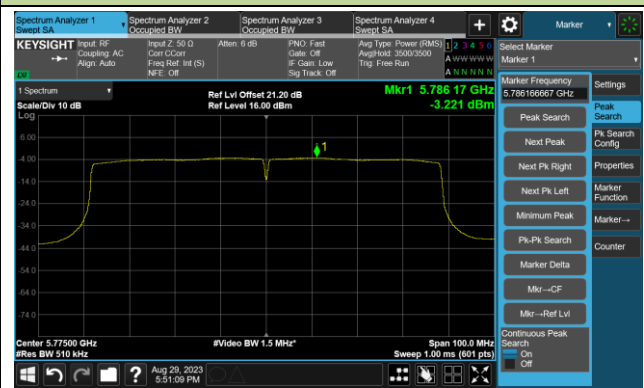 Spectrum Analyzer 1
Swept SA
Spectrum Analyzer 2
Occupied BW
Spectrum Analyzer 3
Occupied BW
Spectrum Analyzer 4
Swept SA
+
Marker
KEYSIGHT
Input: RF
Coupling: AC
Align: Auto
Input Z: 50 Ω
Corr CCorr
Freq Ref: Int (S)
NFE: Off
Atten: 6 dB
PNO: Fast
Gate: Off
IF Gain: Low
Sig Track: Off
Avg Type: Power (RMS)
Avg|Hold: 3500/3500
Trig: Free Run
1 2 3 4 5 6
A W W W W W
A N N N N N
LXI
Select Marker
Marker 1
1 Spectrum
Scale/Div 10 dB
Log
Ref Lvl Offset 21.20 dB
Ref Level 16.00 dBm
Mkr1 5.786 17 GHz
-3.221 dBm
6.00
-4.00
-14.0
-24.0
-34.0
-44.0
-54.0
-64.0
-74.0
1
Center 5.77500 GHz
#Res BW 510 kHz
#Video BW 1.5 MHz*
Span 100.0 MHz
Sweep 1.00 ms (601 pts)
Marker Frequency
5.786166667 GHz
Peak Search
Next Peak
Next Pk Right
Next Pk Left
Minimum Peak
Pk-Pk Search
Marker Delta
Mkr→CF
Mkr→Ref Lvl
Continuous Peak
Search
On
Off
Settings
Peak
Search
Pk Search
Config
Properties
Marker
Function
Marker→
Counter
?
Aug 29, 2023
5:51:09 PM